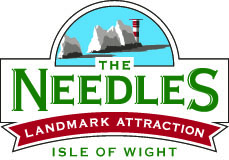 THE
NEEDLES
LANDMARK ATTRACTION
ISLE OF WIGHT